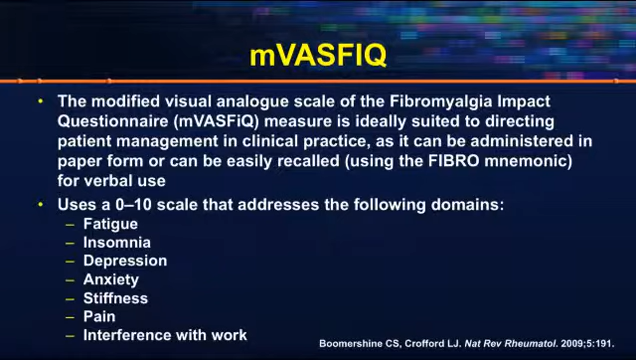 mVASFIQ
• The modified visual analogue scale of the Fibromyalgia Impact
Questionnaire (mVASFiQ) measure is ideally suited to directing
patient management in clinical practice, as it can be administered in
paper form or can be easily recalled (using the FIBRO mnemonic)
for verbal use
• Uses a 0–10 scale that addresses the following domains:
– Fatigue
– Insomnia
– Depression
– Anxiety
– Stiffness
– Pain
– Interference with work
Boomershine CS, Crofford LJ. Nat Rev Rheumatol. 2009;5:191.